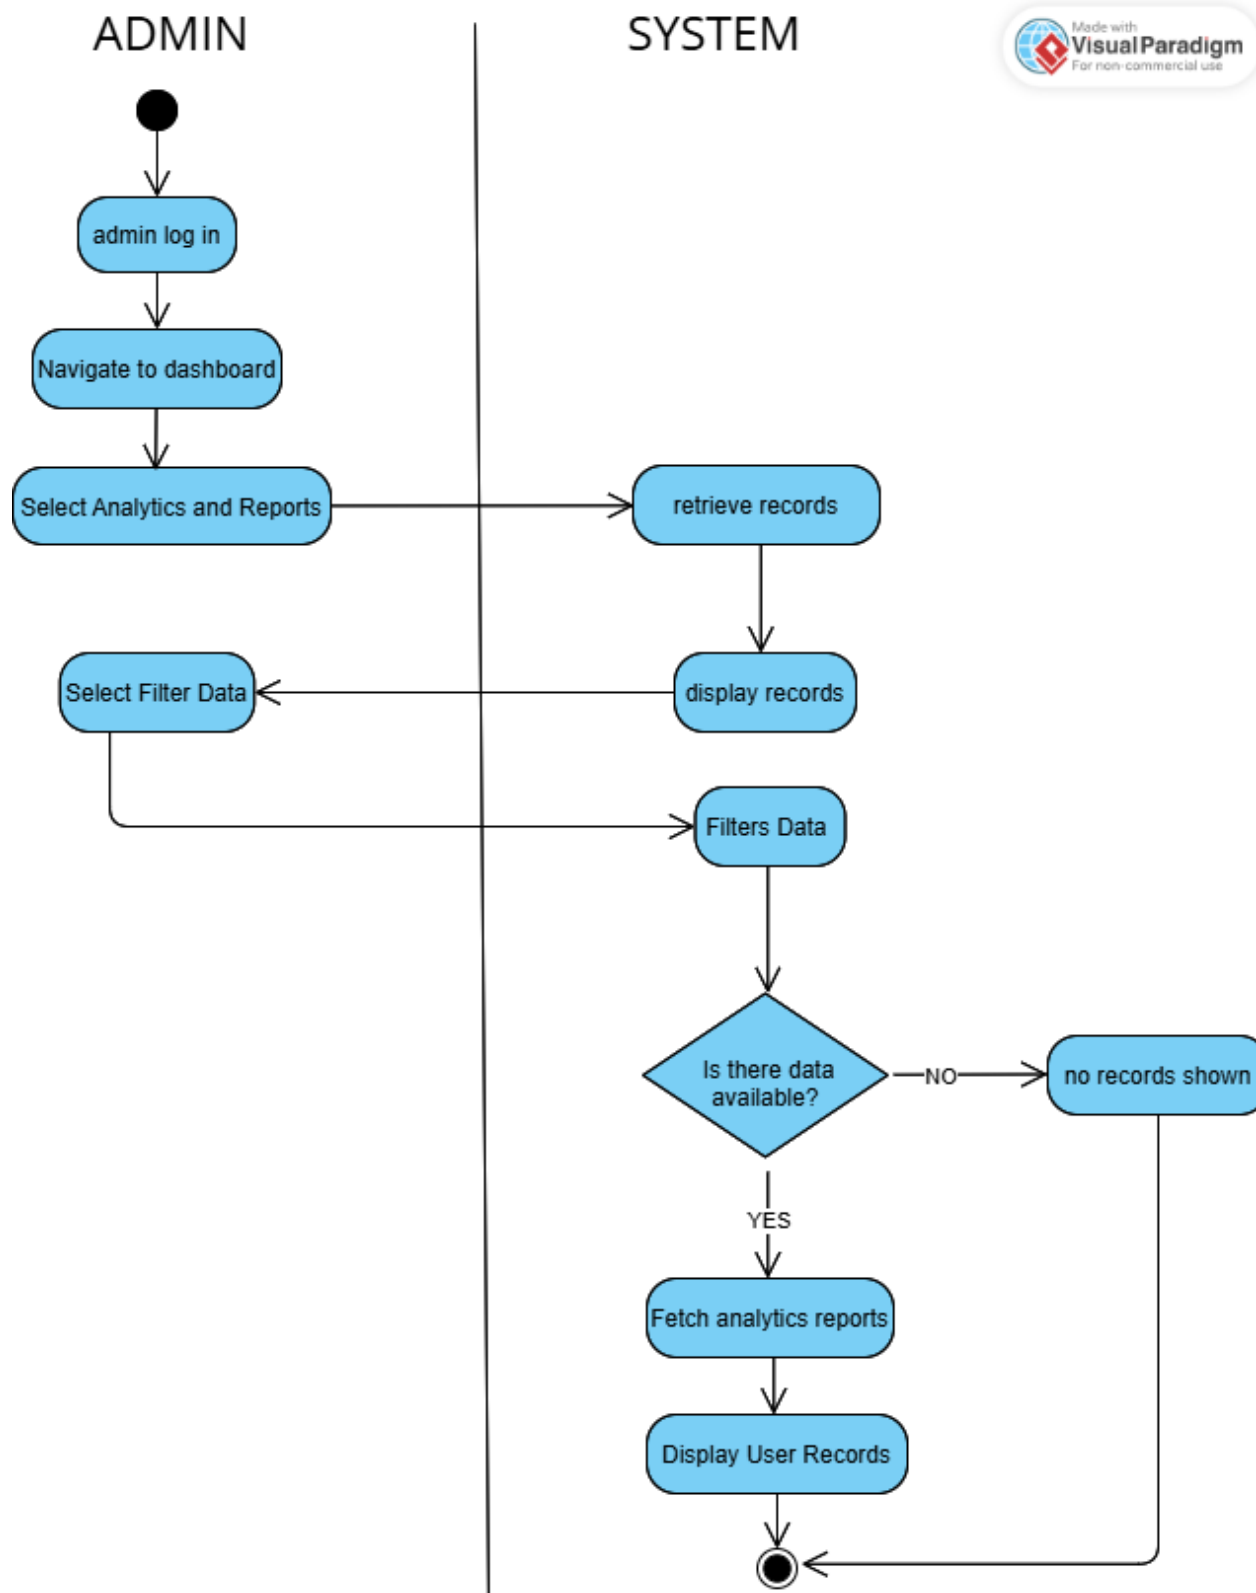 ADMIN
SYSTEM
Made with
Visual Paradigm
For non-commercial use
admin log in
Navigate to dashboard
Select Analytics and Reports
retrieve records
Select Filter Data
display records
Filters Data
Is there data
available?
NO
no records shown
YES
Fetch analytics reports
Display User Records